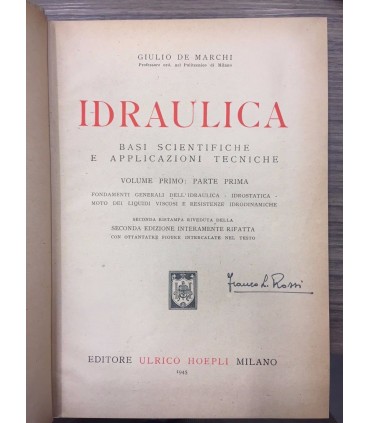 GIULIO DE MARCHI
Professore ord. nel Politecnico di Milano
IDRAULICA
BASI SCIENTIFICHE
E APPLICAZIONI TECNICHE
VOLUME PRIMO: PARTE PRIMA
FONDAMENTI GENERALI DELL'IDRAULICA - IDROSTATICA -
MOTO DEI LIQUIDI VISCOSI E RESISTENZE IDRODINAMICHE
SECONDA RISTAMPA RIVEDUTA DELLA
SECONDA EDIZIONE INTERAMENTE RIFATTA
CON OTTANTATRE FIGURE INTERCALATE NEL TESTO
Franco L. Rossi
EDITORE ULRICO HOEPLI MILANO